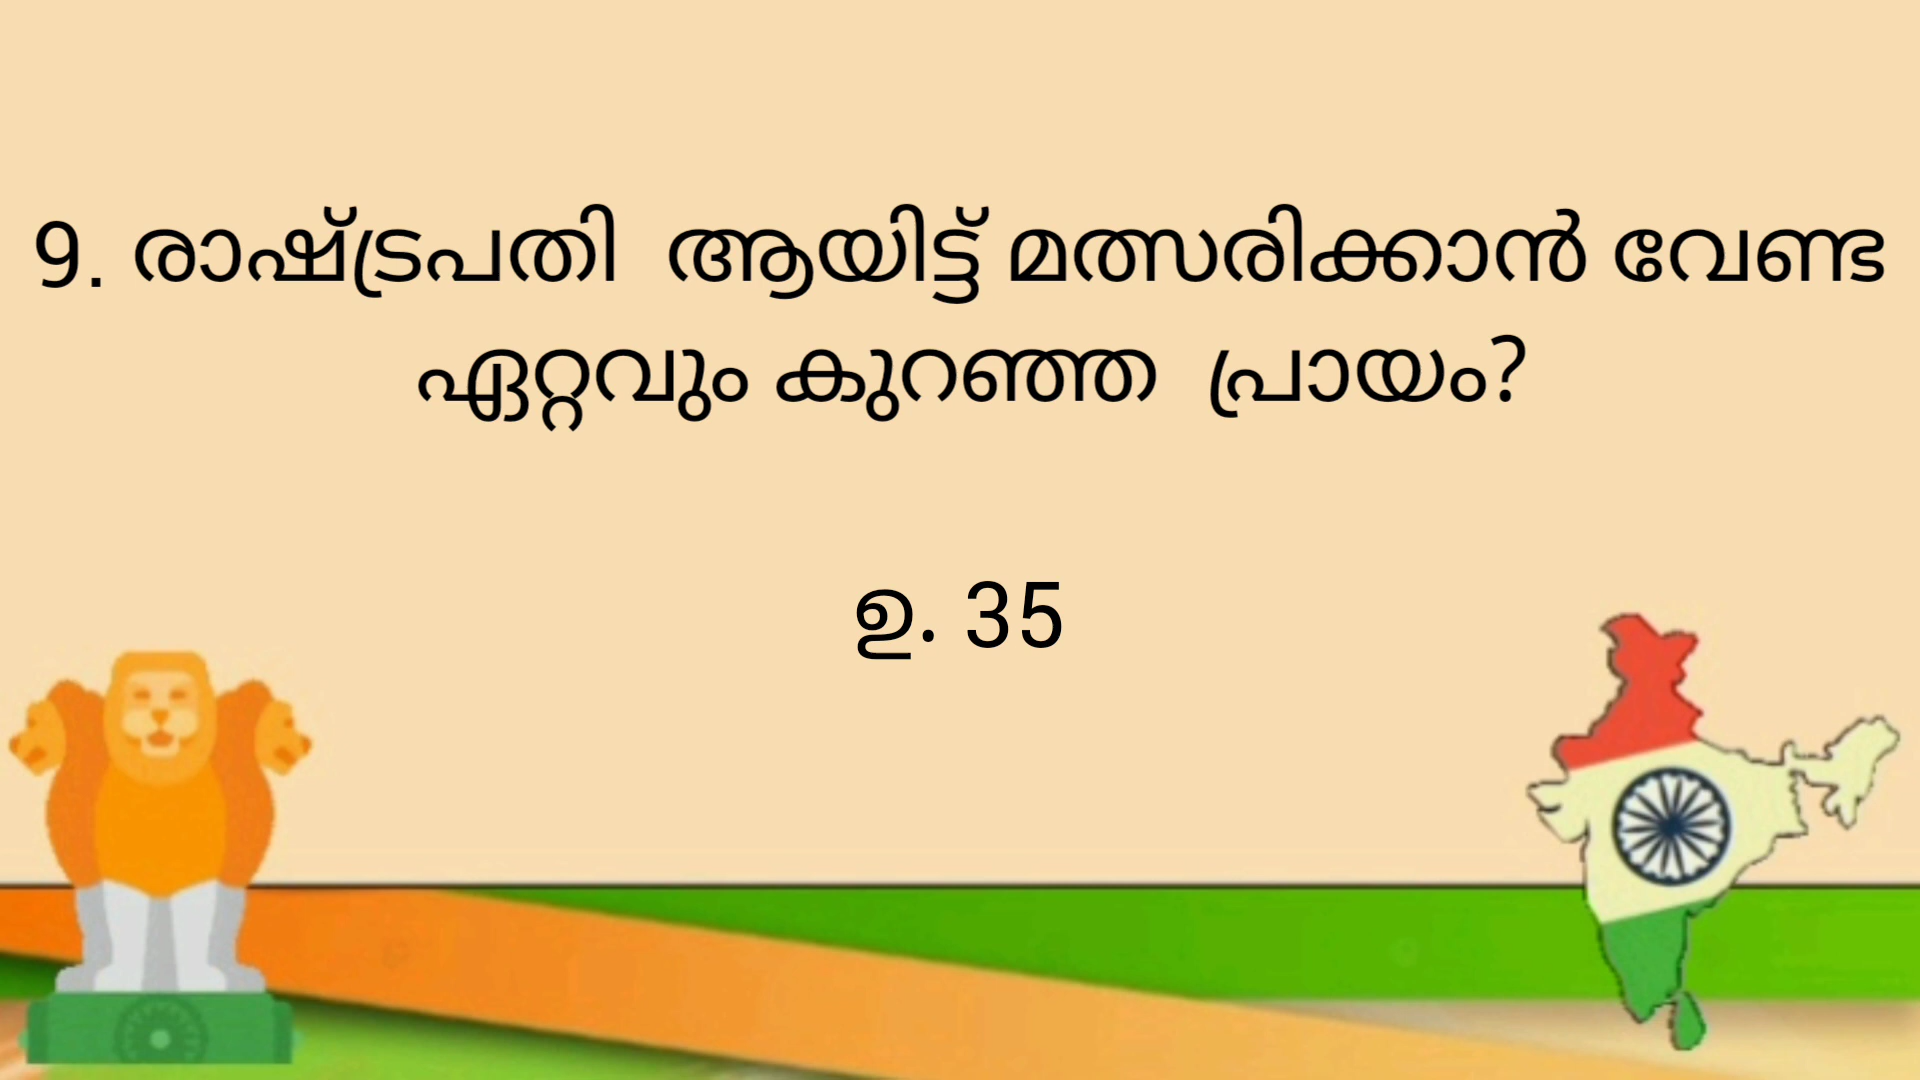 9. രാഷ്ട്രപതി ആയിട്ട് മത്സരിക്കാൻ വേണ്ട
ഏറ്റവും കുറഞ്ഞ പ്രായം?
ഉ. 35